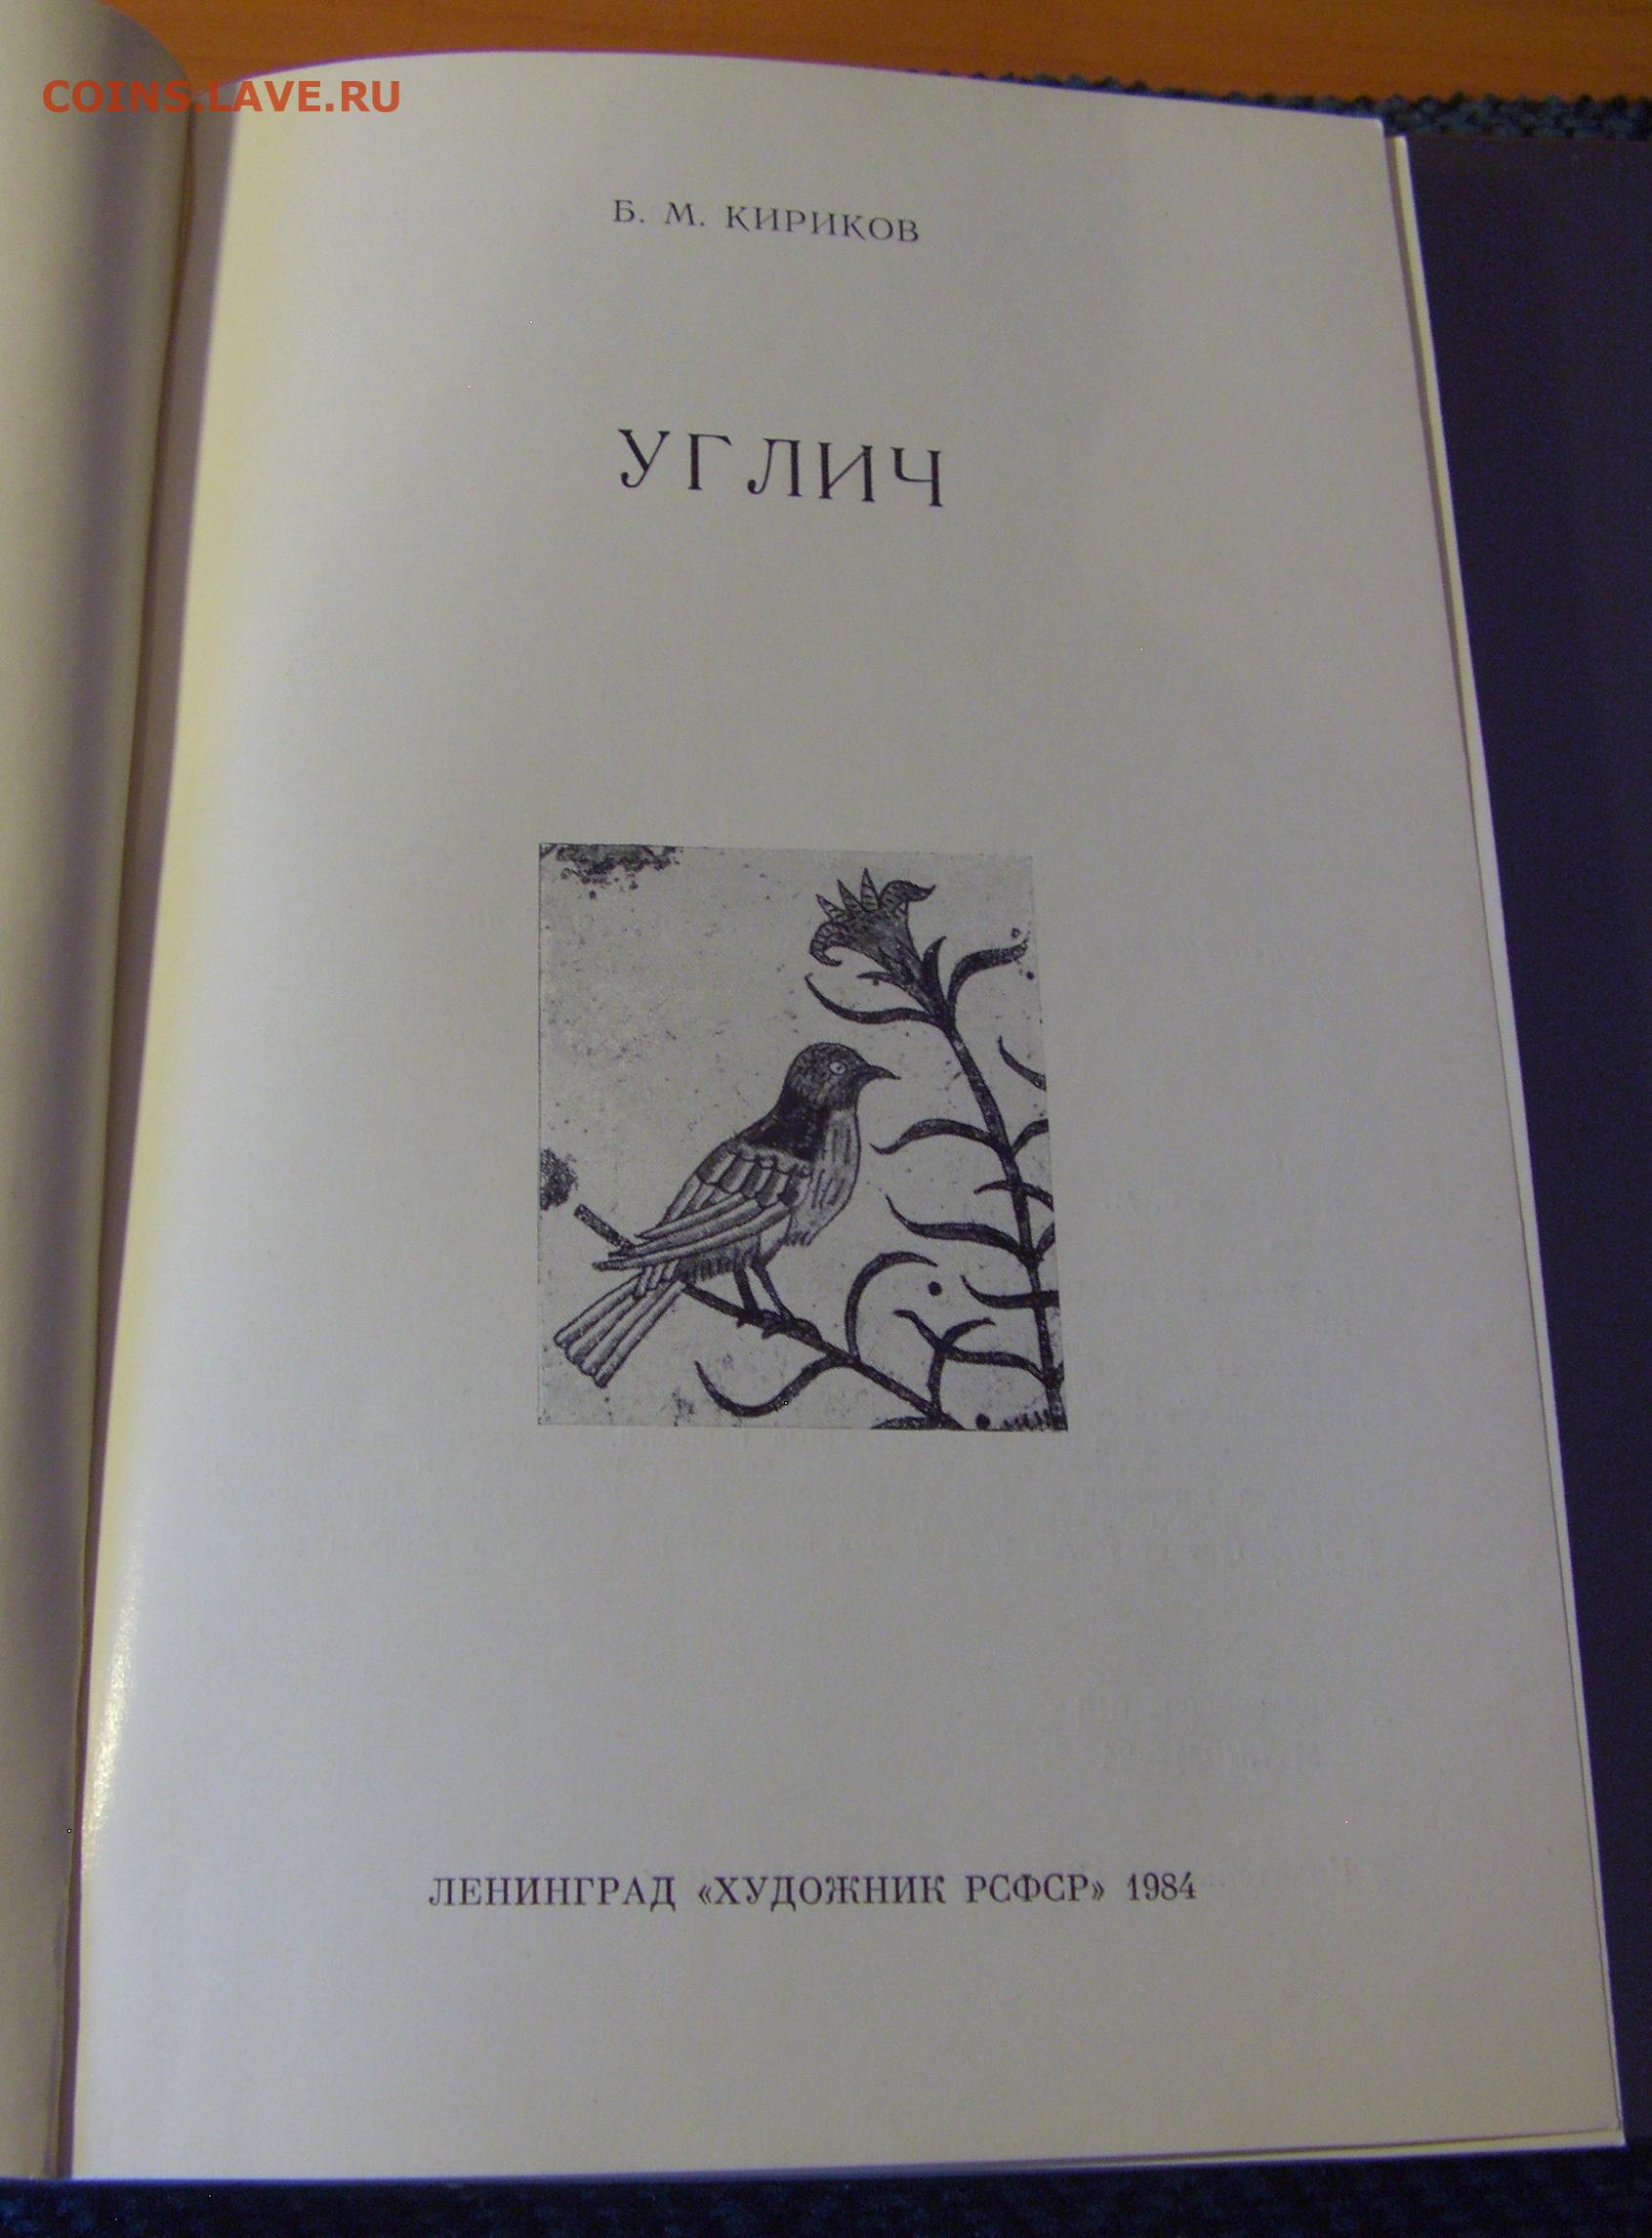 COINS.LAVE.RU
Б. М. КИРИКОВ
УГЛИЧ
ЛЕНИНГРАД «ХУДОЖНИК РСФСР» 1984